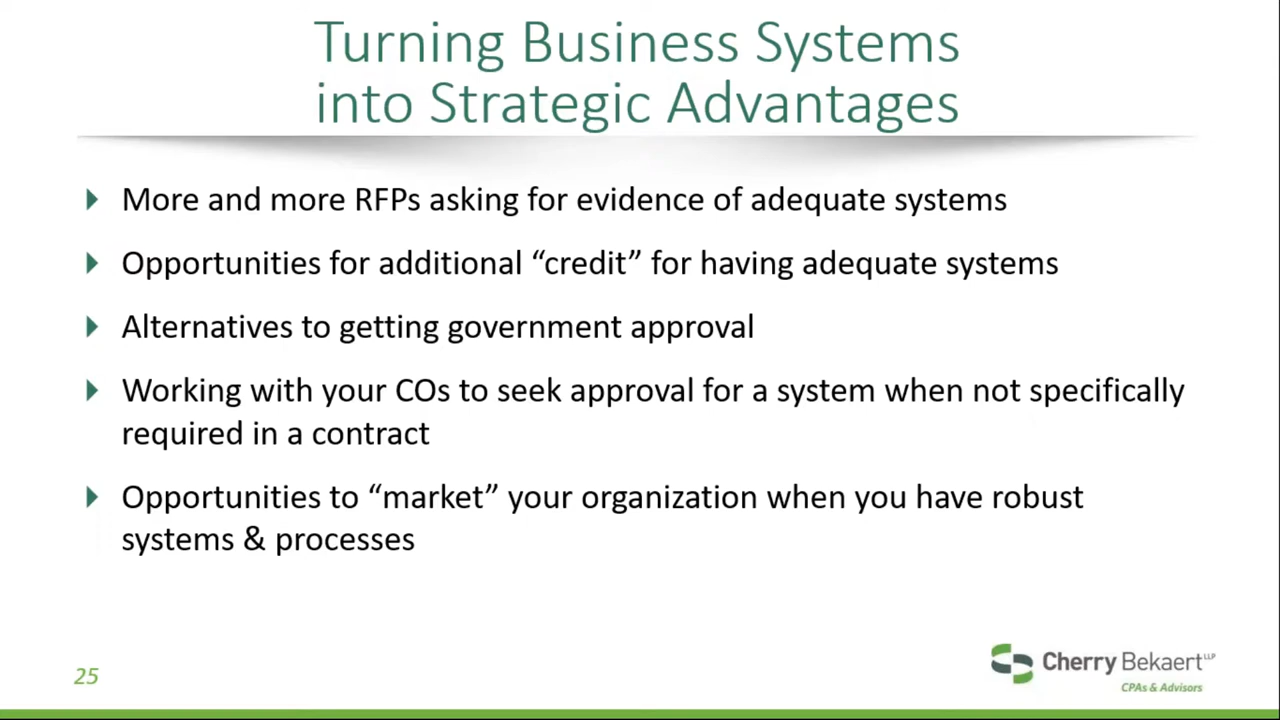 Turning Business Systems
into Strategic Advantages
More and more RFPs asking for evidence of adequate systems
Opportunities for additional “credit” for having adequate systems
Alternatives to getting government approval
Working with your COs to seek approval for a system when not specifically
required in a contract
Opportunities to “market” your organization when you have robust
systems & processes
25
Cherry Bekaert LLP
CPAs & Advisors